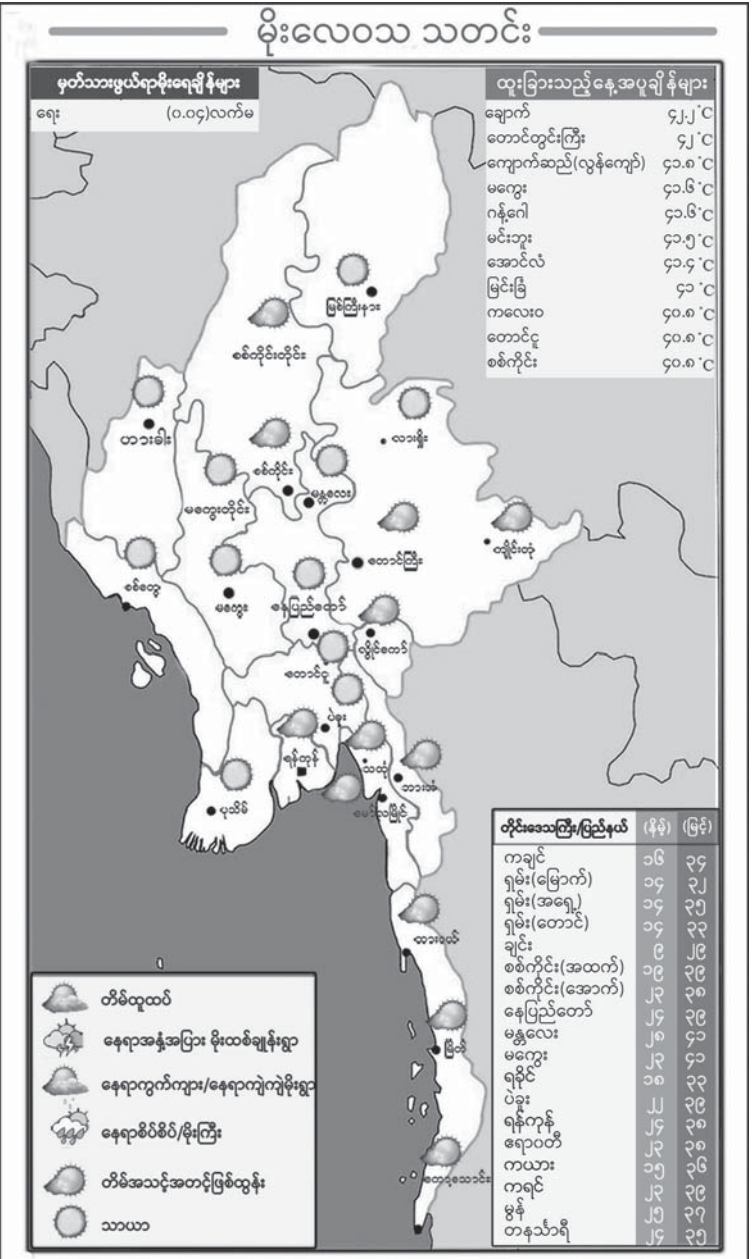 မိုးလေဝသ သတင်း
မှတ်သားဖွယ်ရာမိုးရေချိန်များ
ရေး (၀.၀၄)လက်မ
ထူးခြားသည့်နေ့အပူချိန်များ
ချောက် ၄၂.၂°C
တောင်တွင်းကြီး ၄၂°C
ကျောက်ဆည်(လွန်ကျော်) ၄၁.၈°C
မကွေး ၄၁.၆°C
ဂန့်ဂေါ ၄၁.၆°C
မင်းဘူး ၄၁.၅°C
အောင်လံ ၄၁.၄°C
မြင်းခြံ ၄၁°C
ကလေးဝ ၄၀.၈°C
တောင်ငူ ၄၀.၈°C
စစ်ကိုင်း ၄၀.၈°C
မြစ်ကြီးနား
စစ်ကိုင်းတိုင်း
ဟားခါး
လားရှိုး
စစ်ကိုင်း
မန္တလေး
မကွေးတိုင်း
တောင်ကြီး
ကျိုင်းတုံ
စစ်တွေ
မကွေး
နေပြည်တော်
လွိုင်ကော်
တောင်ငူ
ပဲခူး
ရန်ကုန်
သထုံ
ဘားအံ
ပုသိမ်
မော်လမြိုင်
ထားဝယ်
မြိတ်
ကော့သောင်း
တိမ်ထူထပ်
နေရာအနှံ့အပြား မိုးထစ်ချုန်းရွာ
နေရာကွက်ကျား/နေရာကျဲကျဲမိုးရွာ
နေရာစိပ်စိပ်/မိုးကြီး
တိမ်အသင့်အတင့်ဖြစ်ထွန်း
သာယာ
တိုင်းဒေသကြီး/ပြည်နယ် (နိမ့်) (မြင့်)
ကချင် ၁၆ ၃၄
ရှမ်း(မြောက်) ၁၄ ၃၂
ရှမ်း(အရှေ့) ၁၄ ၃၅
ရှမ်း(တောင်) ၁၄ ၃၃
ချင်း ၉ ၂၉
စစ်ကိုင်း(အထက်) ၁၉ ၃၉
စစ်ကိုင်း(အောက်) ၂၃ ၃၈
နေပြည်တော် ၂၄ ၃၉
မန္တလေး ၂၈ ၄၁
မကွေး ၂၃ ၄၁
ရခိုင် ၁၈ ၃၃
ပဲခူး ၂၂ ၃၉
ရန်ကုန် ၂၄ ၃၈
ဧရာဝတီ ၂၃ ၃၈
ကယား ၁၅ ၃၆
ကရင် ၂၃ ၃၉
မွန် ၂၅ ၃၇
တနင်္သာရီ ၂၄ ၃၅